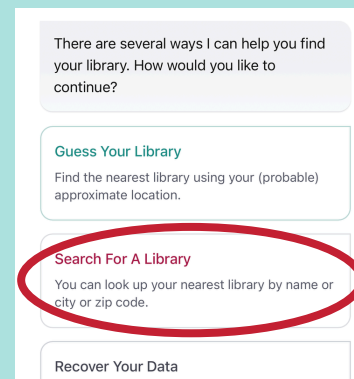 There are several ways I can help you find
your library. How would you like to
continue?
Guess Your Library
Find the nearest library using your (probable)
approximate location.
Search For A Library
You can look up your nearest library by name or
city or zip code.
Recover Your Data